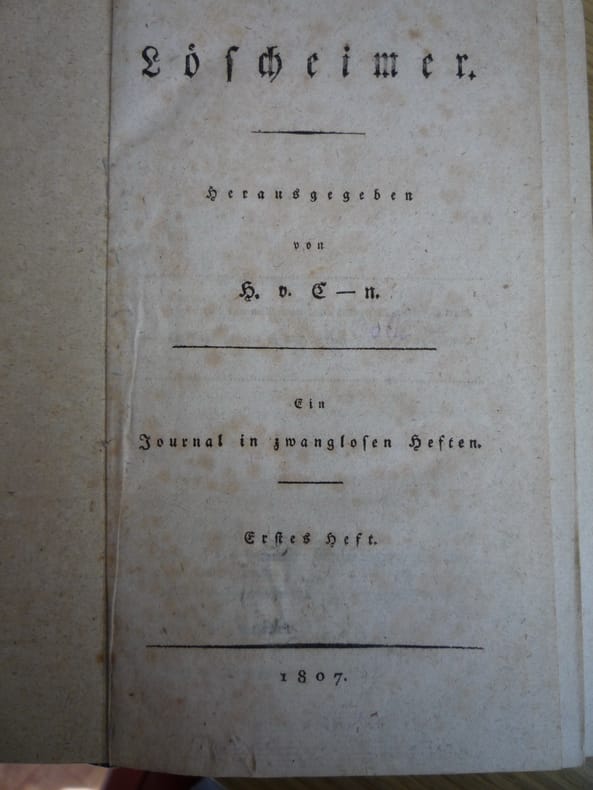 Löſcheimer.
Herausgegeben
von
H. v. C—n.
Ein
Journal in zwangloſen Heften.
Erſtes Heft.
1807.